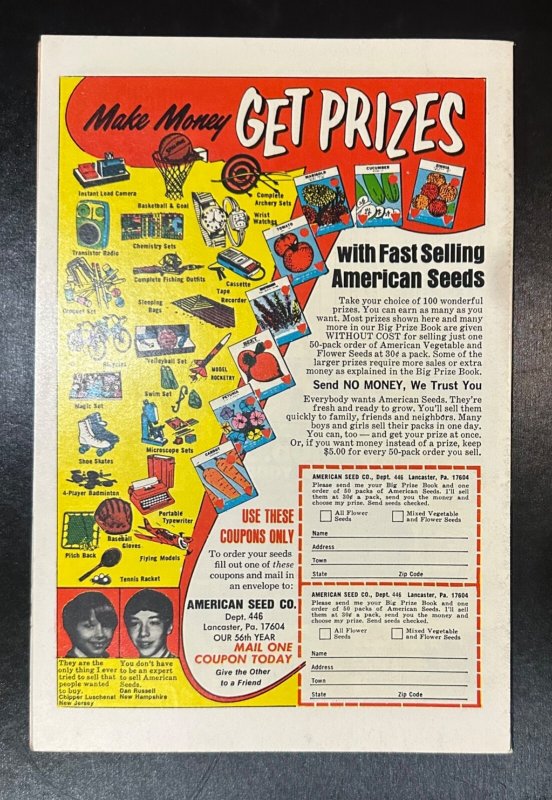 Make Money GET PRIZES
with Fast Selling
American Seeds
Take your choice of 100 wonderful
prizes. You can earn as many as you
want. Most prizes shown here and many
more in our Big Prize Book are given
WITHOUT COST for selling just one
50-pack order of American Vegetable and
Flower Seeds at 30¢ a pack. Some of the
larger prizes require more sales or extra
money as explained in the Big Prize Book.
Send NO MONEY, We Trust You
Everybody wants American Seeds. They're
fresh and ready to grow. You'll sell them
quickly to family, friends and neighbors. Many
boys and girls sell their packs in one day.
You can, too — and get your prize at once.
Or, if you want money instead of a prize, keep
$5.00 for every 50-pack order you sell.
Instant Load Camera
Basketball & Goal
Complete
Archery Sets
Wrist
Watches
Transistor Radio
Chemistry Sets
Complete Fishing Outfits
Cassette
Tape
Recorder
Croquet Set
Sleeping
Bags
Bicycles
Volleyball Set
MODEL
ROCKETRY
Swim Set
Magic Set
Shoe Skates
Microscope Sets
4-Player Badminton
Portable
Typewriter
Baseball
Gloves
Pitch Back
Flying Models
Tennis Racket
MARIGOLD
CUCUMBER
ZINNIA
TOMATO
BEET
PETUNIA
CARROT
USE THESE
COUPONS ONLY
To order your seeds
fill out one of these
coupons and mail in
an envelope to:
AMERICAN SEED CO.
Dept. 446
Lancaster, Pa. 17604
OUR 56th YEAR
MAIL ONE
COUPON TODAY
Give the Other
to a Friend
They are the
only thing I ever
tried to sell that
people wanted
to buy.
Chipper Luschenat
New Jersey
You don't have
to be an expert
to sell American
Seeds.
Dan Russell
New Hampshire
AMERICAN SEED CO., Dept. 446 Lancaster, Pa. 17604
Please send me your Big Prize Book and one
order of 50 packs of American Seeds. I'll sell
them at 30¢ a pack, send you the money and
choose my prize. Send seeds checked.
All Flower
Seeds
Mixed Vegetable
and Flower Seeds
Name
Address
Town
State Zip Code
AMERICAN SEED CO., Dept. 446 Lancaster, Pa. 17604
Please send me your Big Prize Book and one
order of 50 packs of American Seeds. I'll sell
them at 30¢ a pack, send you the money and
choose my prize. Send seeds checked.
All Flower
Seeds
Mixed Vegetable
and Flower Seeds
Name
Address
Town
State Zip Code